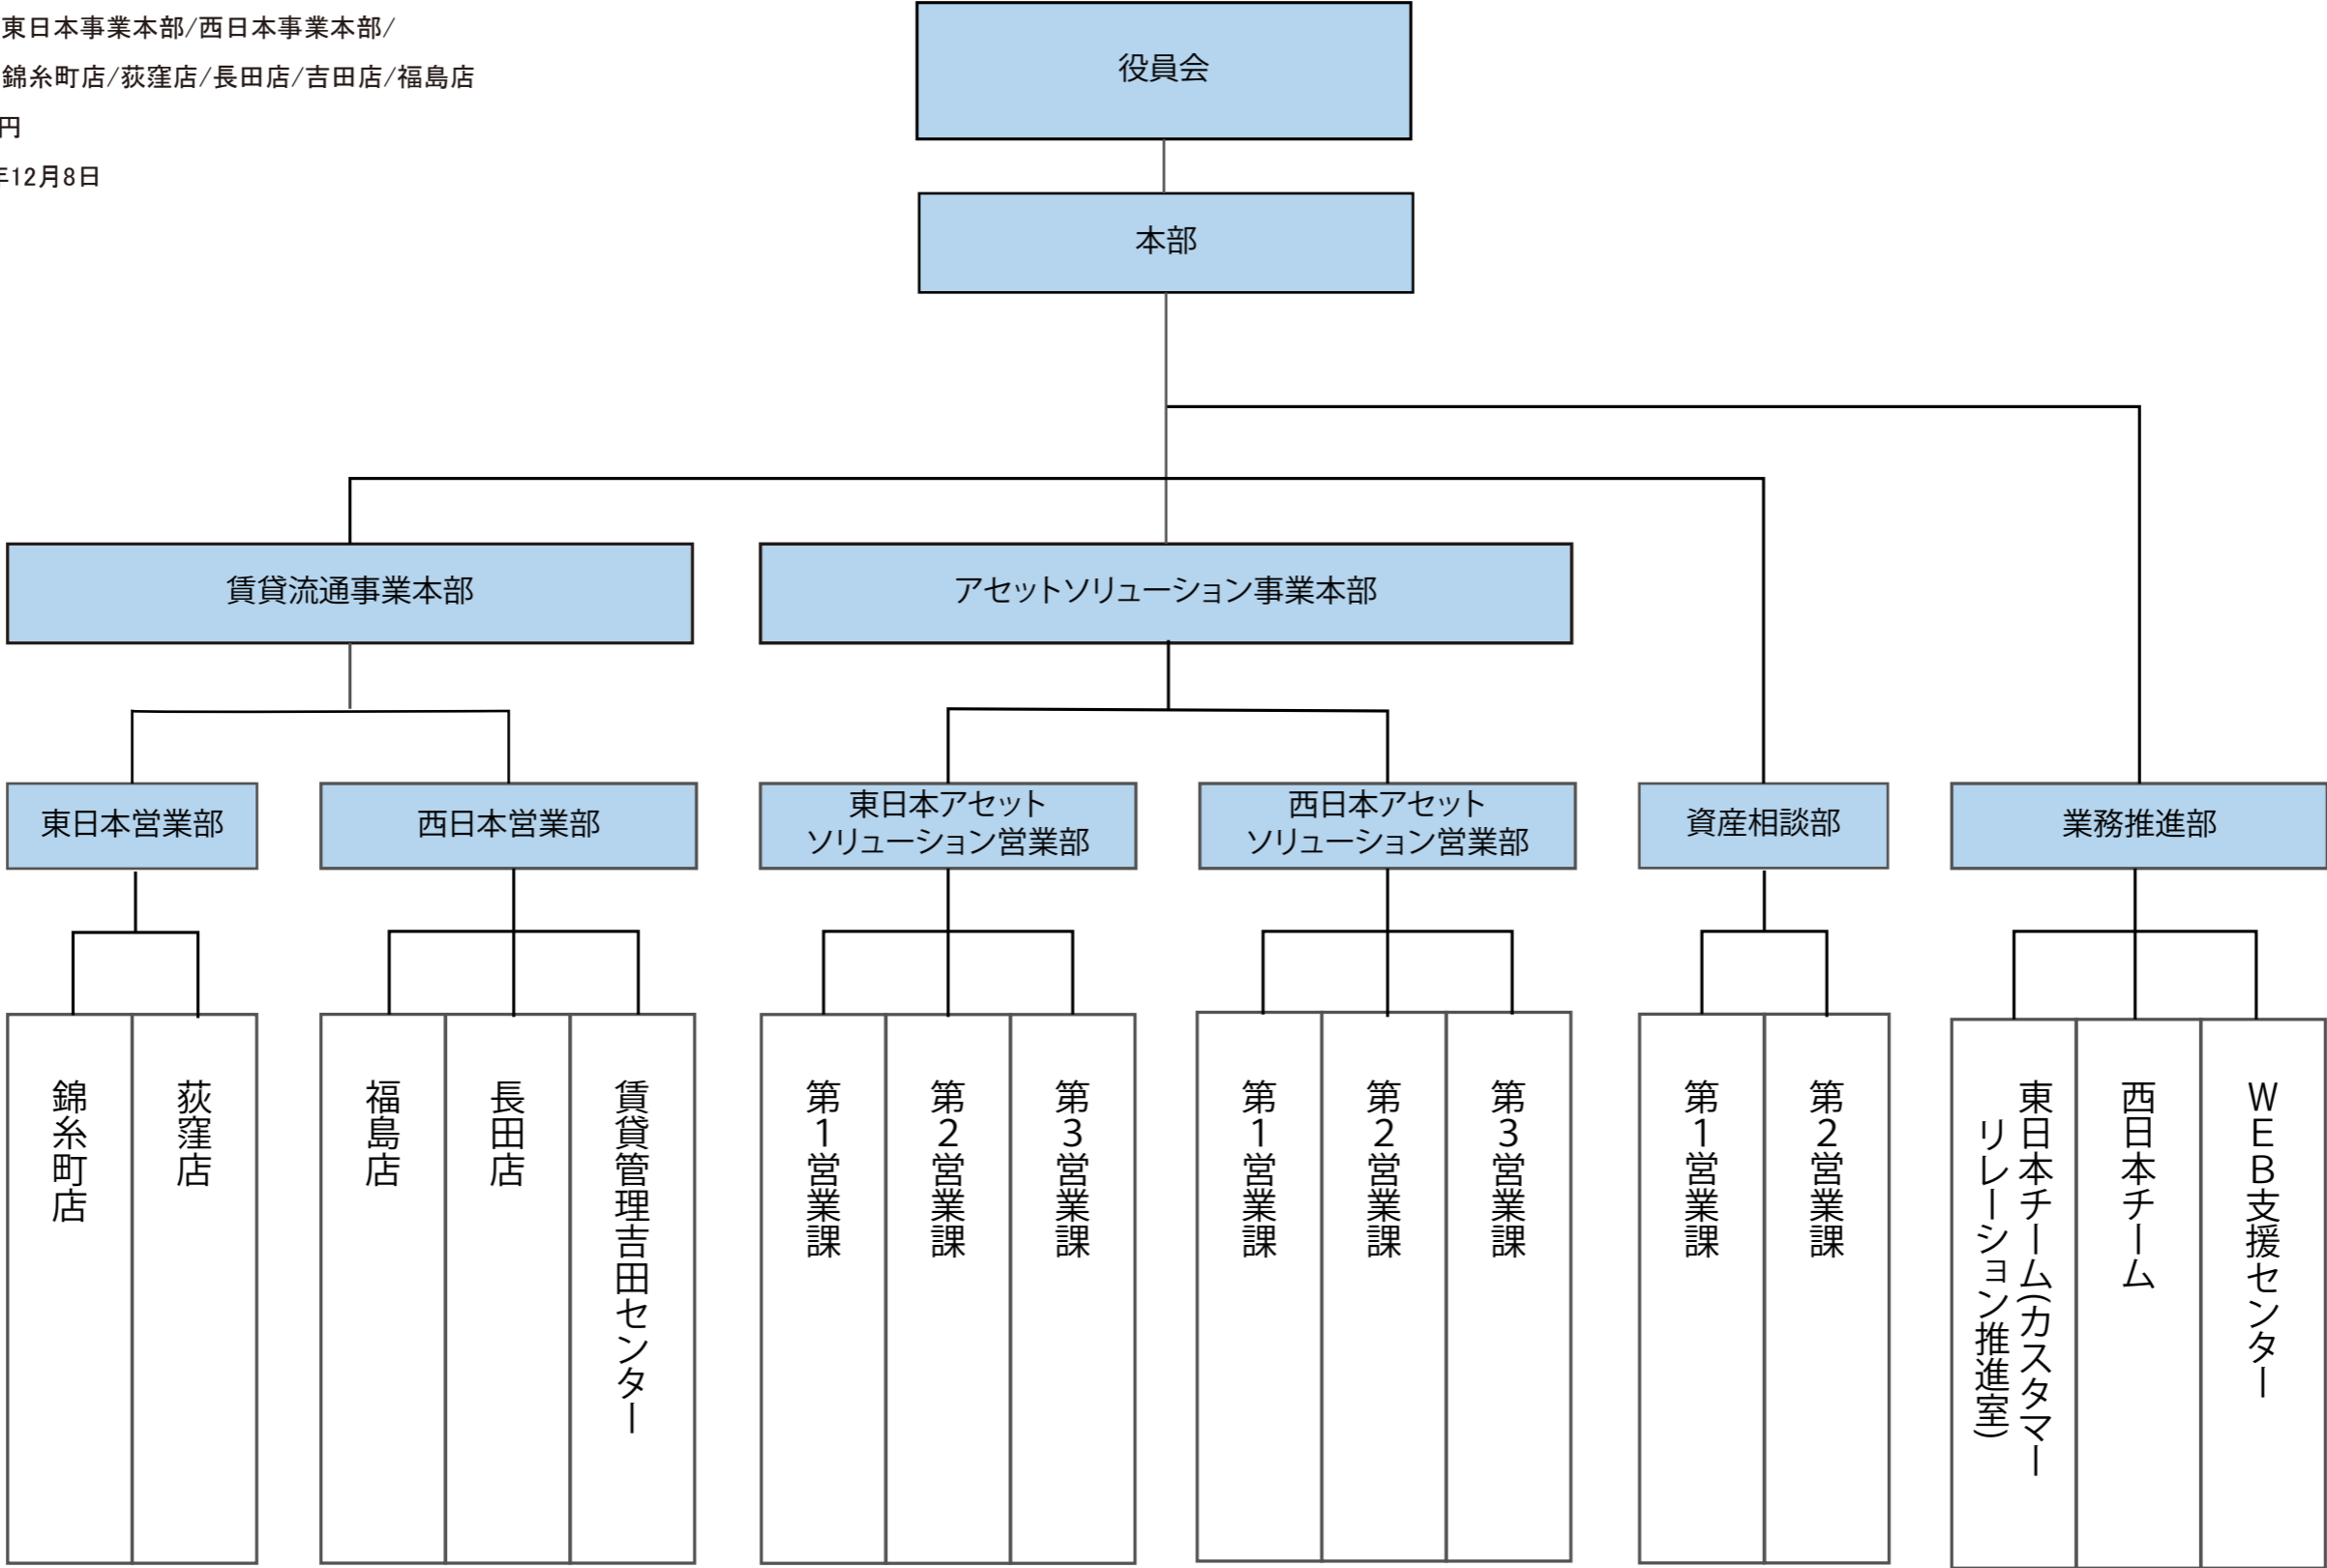 東日本事業本部/西日本事業本部/
錦糸町店/荻窪店/長田店/吉田店/福島店
円
年12月8日
役員会
本部
賃貸流通事業本部
アセットソリューション事業本部
東日本営業部
西日本営業部
東日本アセット
ソリューション営業部
西日本アセット
ソリューション営業部
資産相談部
業務推進部
錦糸町店
荻窪店
福島店
長田店
賃貸管理吉田センター
第1営業課
第2営業課
第3営業課
第1営業課
第2営業課
第3営業課
第1営業課
第2営業課
東日本チーム(カスタマー
リレーション推進室)
西日本チーム
WEB支援センター